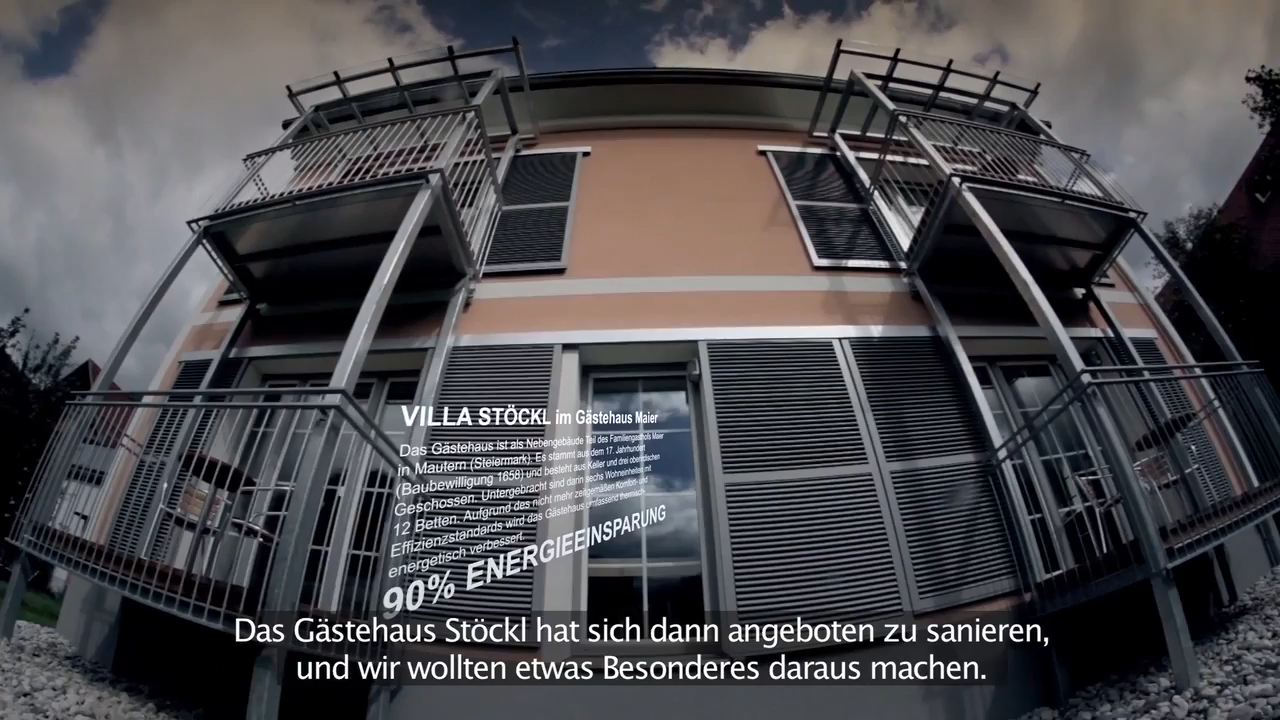 VILLA STÖCKL im Gästehaus Maier
Das Gästehaus ist als Nebengebäude Teil des Familiengasthofs Maier
in Mautern (Steiermark). Es stammt aus dem 17. Jahrhundert
(Baubewilligung 1658) und besteht aus Keller und drei oberirdischen
Geschossen. Untergebracht sind darin sechs Wohneinheiten mit
12 Betten. Aufgrund des nicht mehr zeitgemäßen Komfort- und
Effizienzstandards wird das Gästehaus umfassend thermisch
energetisch verbessert.
90% ENERGIEEINSPARUNG
Das Gästehaus Stöckl hat sich dann angeboten zu sanieren,
und wir wollten etwas Besonderes daraus machen.